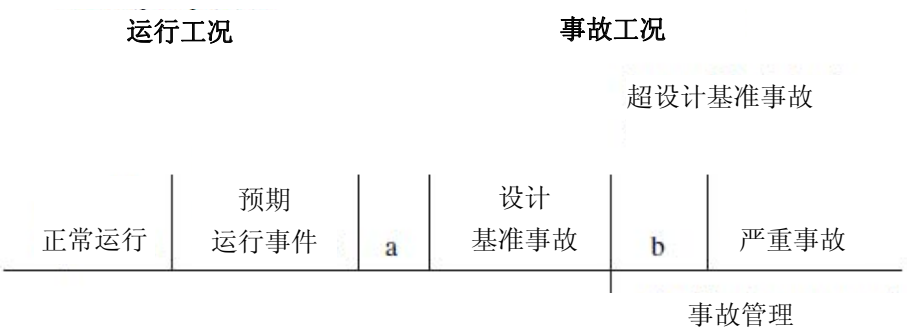 运行工况
事故工况
超设计基准事故
正常运行
预期
运行事件
a
设计
基准事故
b
严重事故
事故管理